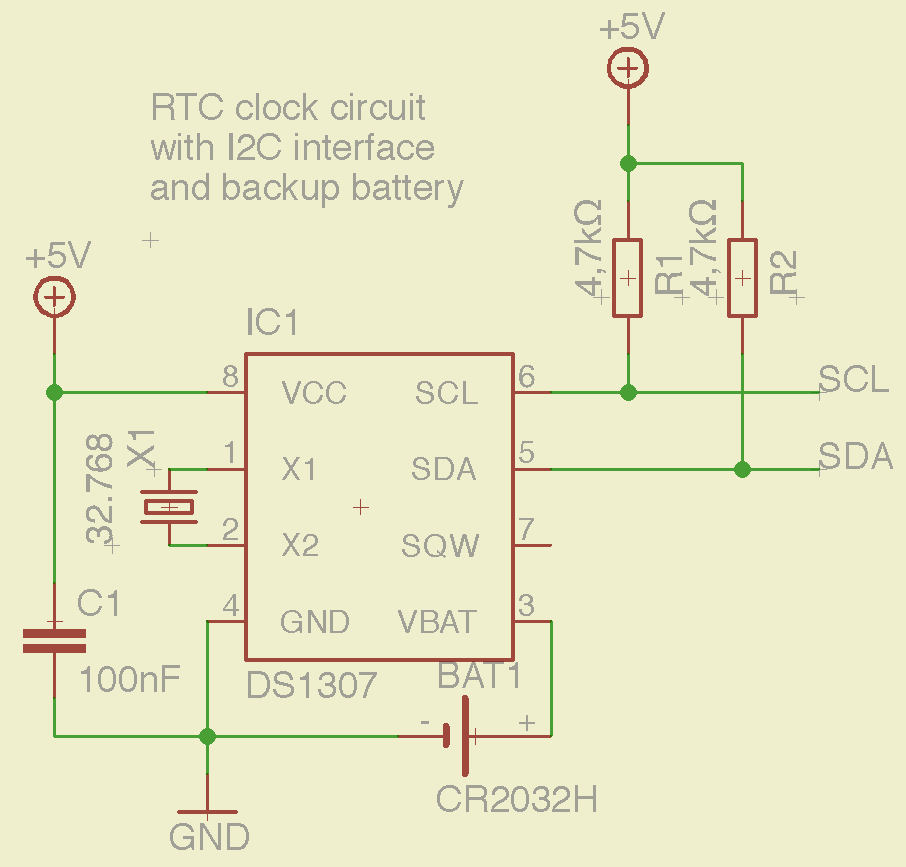 +5V
RTC clock circuit
with I2C interface
and backup battery
4,7kΩ
R1
4,7kΩ
R2
+5V
IC1
8
VCC
SCL
6
SCL
32.768
X1
1
X1
SDA
5
SDA
2
X2
SQW
7
4
GND
VBAT
3
C1
100nF
DS1307
BAT1
-
+
CR2032H
GND